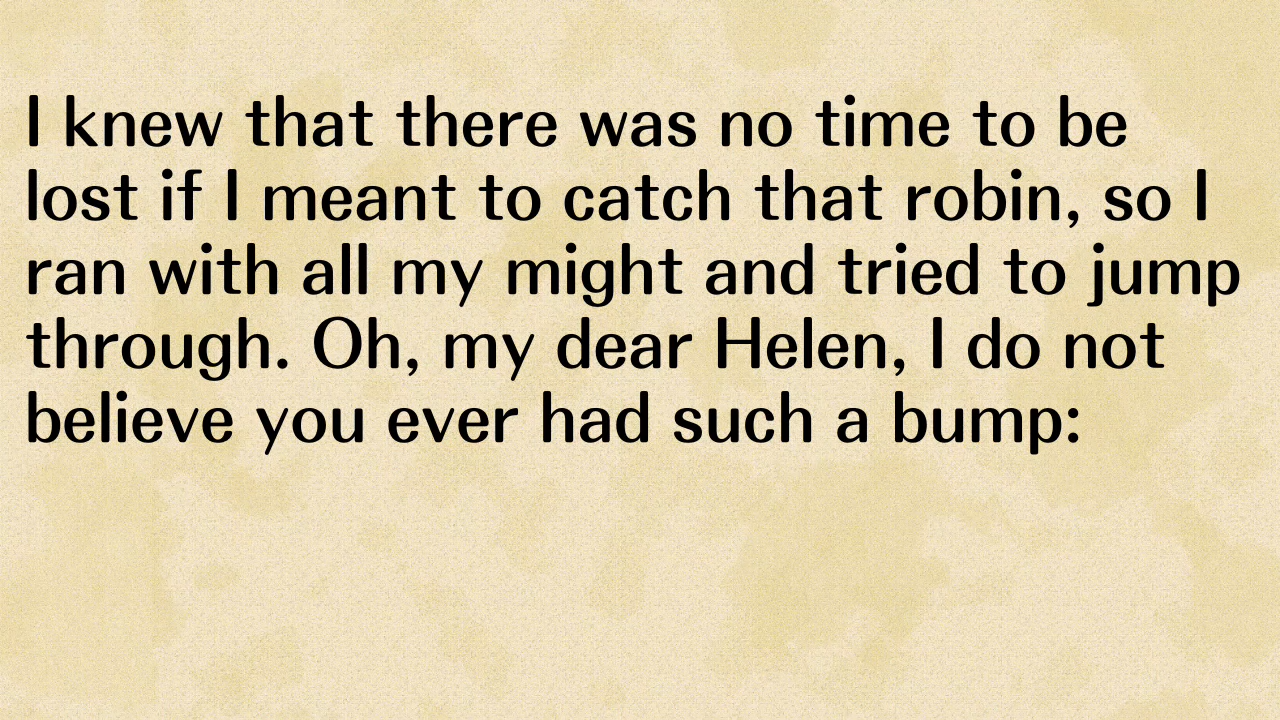 I knew that there was no time to be
lost if I meant to catch that robin, so I
ran with all my might and tried to jump
through. Oh, my dear Helen, I do not
believe you ever had such a bump: